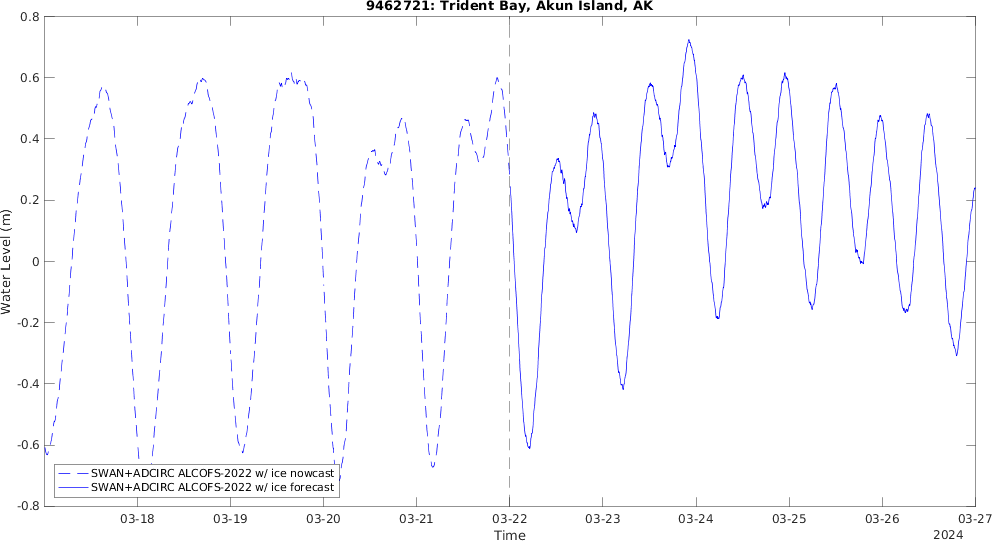 9462721: Trident Bay, Akun Island, AK
0.8
0.6
0.4
0.2
0
-0.2
-0.4
-0.6
-0.8
Water Level (m)
SWAN+ADCIRC ALCOFS-2022 w/ ice nowcast
SWAN+ADCIRC ALCOFS-2022 w/ ice forecast
03-18 03-19 03-20 03-21 03-22 03-23 03-24 03-25 03-26 03-27
Time
2024